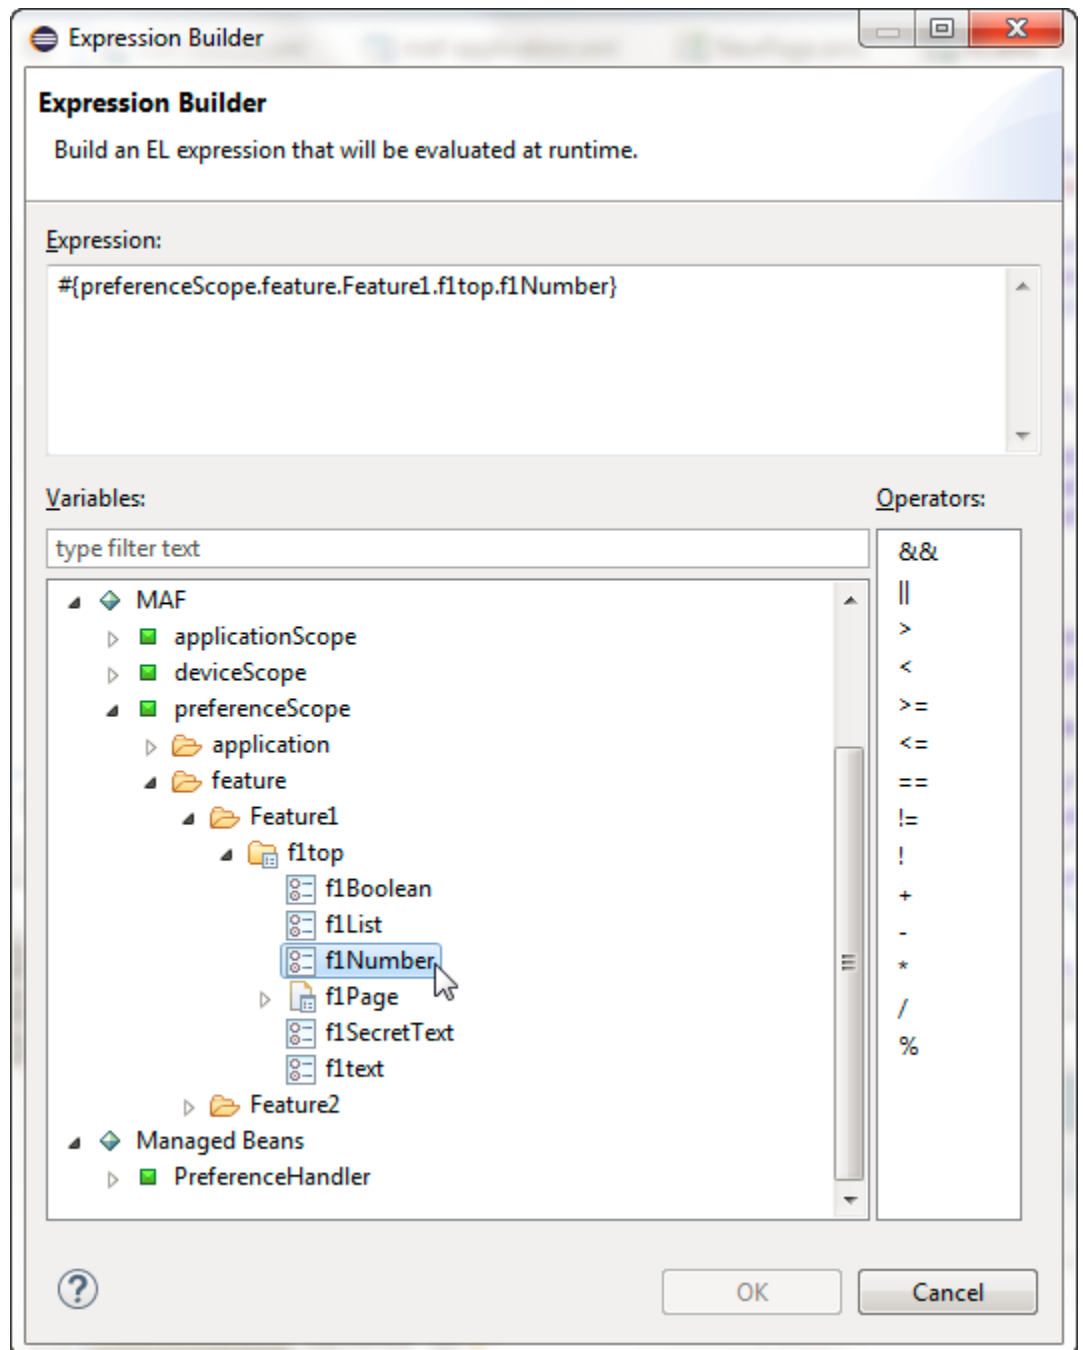 Expression Builder
Expression Builder
Build an EL expression that will be evaluated at runtime.
Expression:
#{preferenceScope.feature.Feature1.f1top.f1Number}
Variables:
Operators:
type filter text
MAF
applicationScope
deviceScope
preferenceScope
application
feature
Feature1
f1top
f1Boolean
f1List
f1Number
f1Page
f1SecretText
f1text
Feature2
Managed Beans
PreferenceHandler
&&
||
>
<
>=
<=
==
!=
!
+
-
*
/
%
?
OK
Cancel